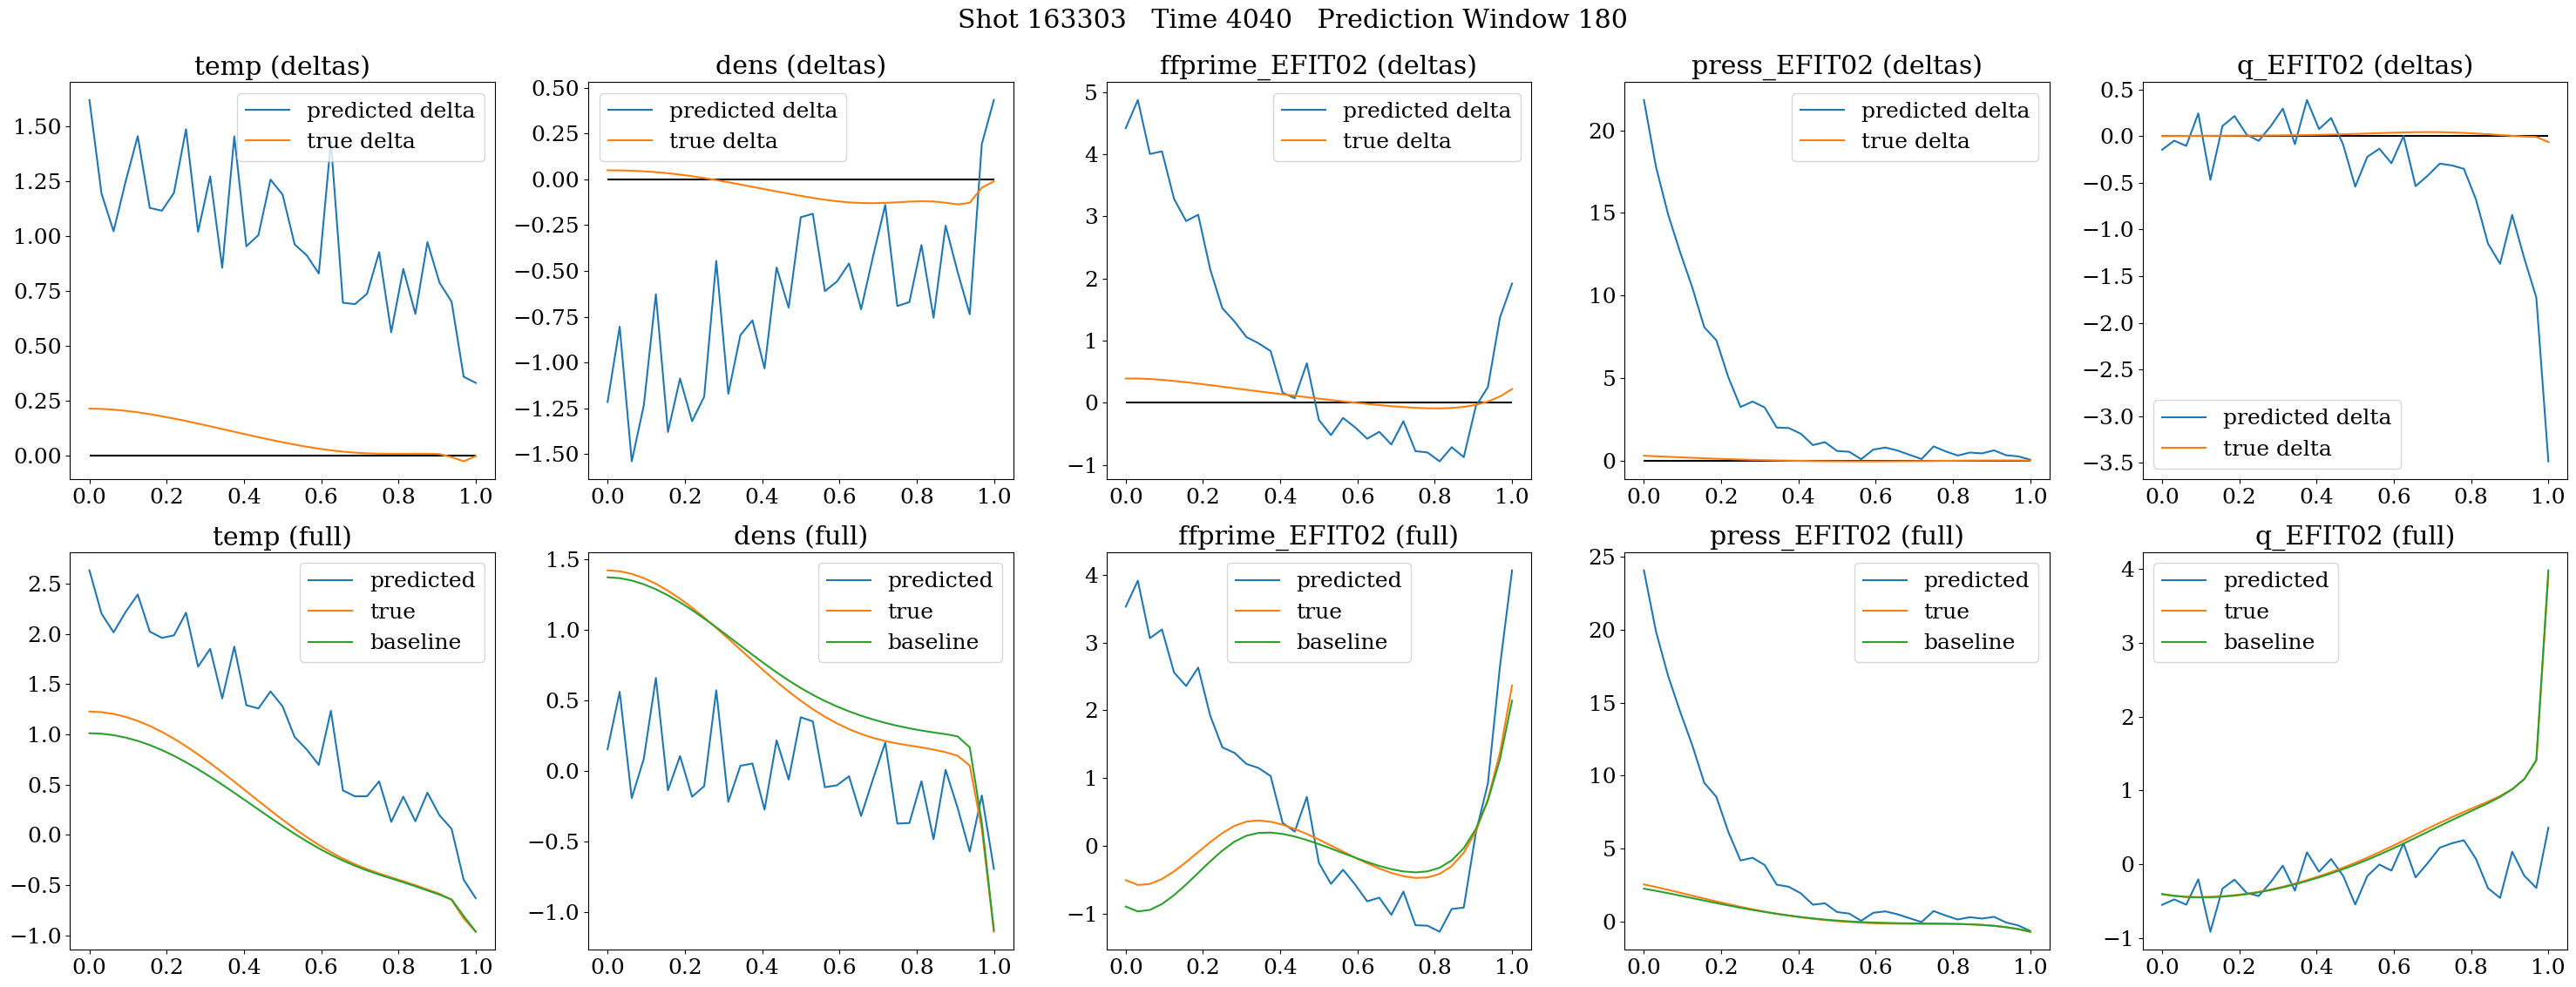 Shot 163303   Time 4040   Prediction Window 180
temp (deltas)
predicted delta
true delta
1.50
1.25
1.00
0.75
0.50
0.25
0.00
0.0 0.2 0.4 0.6 0.8 1.0
dens (deltas)
predicted delta
true delta
0.50
0.25
0.00
−0.25
−0.50
−0.75
−1.00
−1.25
−1.50
0.0 0.2 0.4 0.6 0.8 1.0
ffprime_EFIT02 (deltas)
predicted delta
true delta
5
4
3
2
1
0
−1
0.0 0.2 0.4 0.6 0.8 1.0
press_EFIT02 (deltas)
predicted delta
true delta
20
15
10
5
0
0.0 0.2 0.4 0.6 0.8 1.0
q_EFIT02 (deltas)
0.5
0.0
−0.5
−1.0
−1.5
−2.0
−2.5
−3.0
−3.5
predicted delta
true delta
0.0 0.2 0.4 0.6 0.8 1.0
temp (full)
predicted
true
baseline
2.5
2.0
1.5
1.0
0.5
0.0
−0.5
−1.0
0.0 0.2 0.4 0.6 0.8 1.0
dens (full)
predicted
true
baseline
1.5
1.0
0.5
0.0
−0.5
−1.0
0.0 0.2 0.4 0.6 0.8 1.0
ffprime_EFIT02 (full)
predicted
true
baseline
4
3
2
1
0
−1
0.0 0.2 0.4 0.6 0.8 1.0
press_EFIT02 (full)
predicted
true
baseline
25
20
15
10
5
0
0.0 0.2 0.4 0.6 0.8 1.0
q_EFIT02 (full)
predicted
true
baseline
4
3
2
1
0
−1
0.0 0.2 0.4 0.6 0.8 1.0